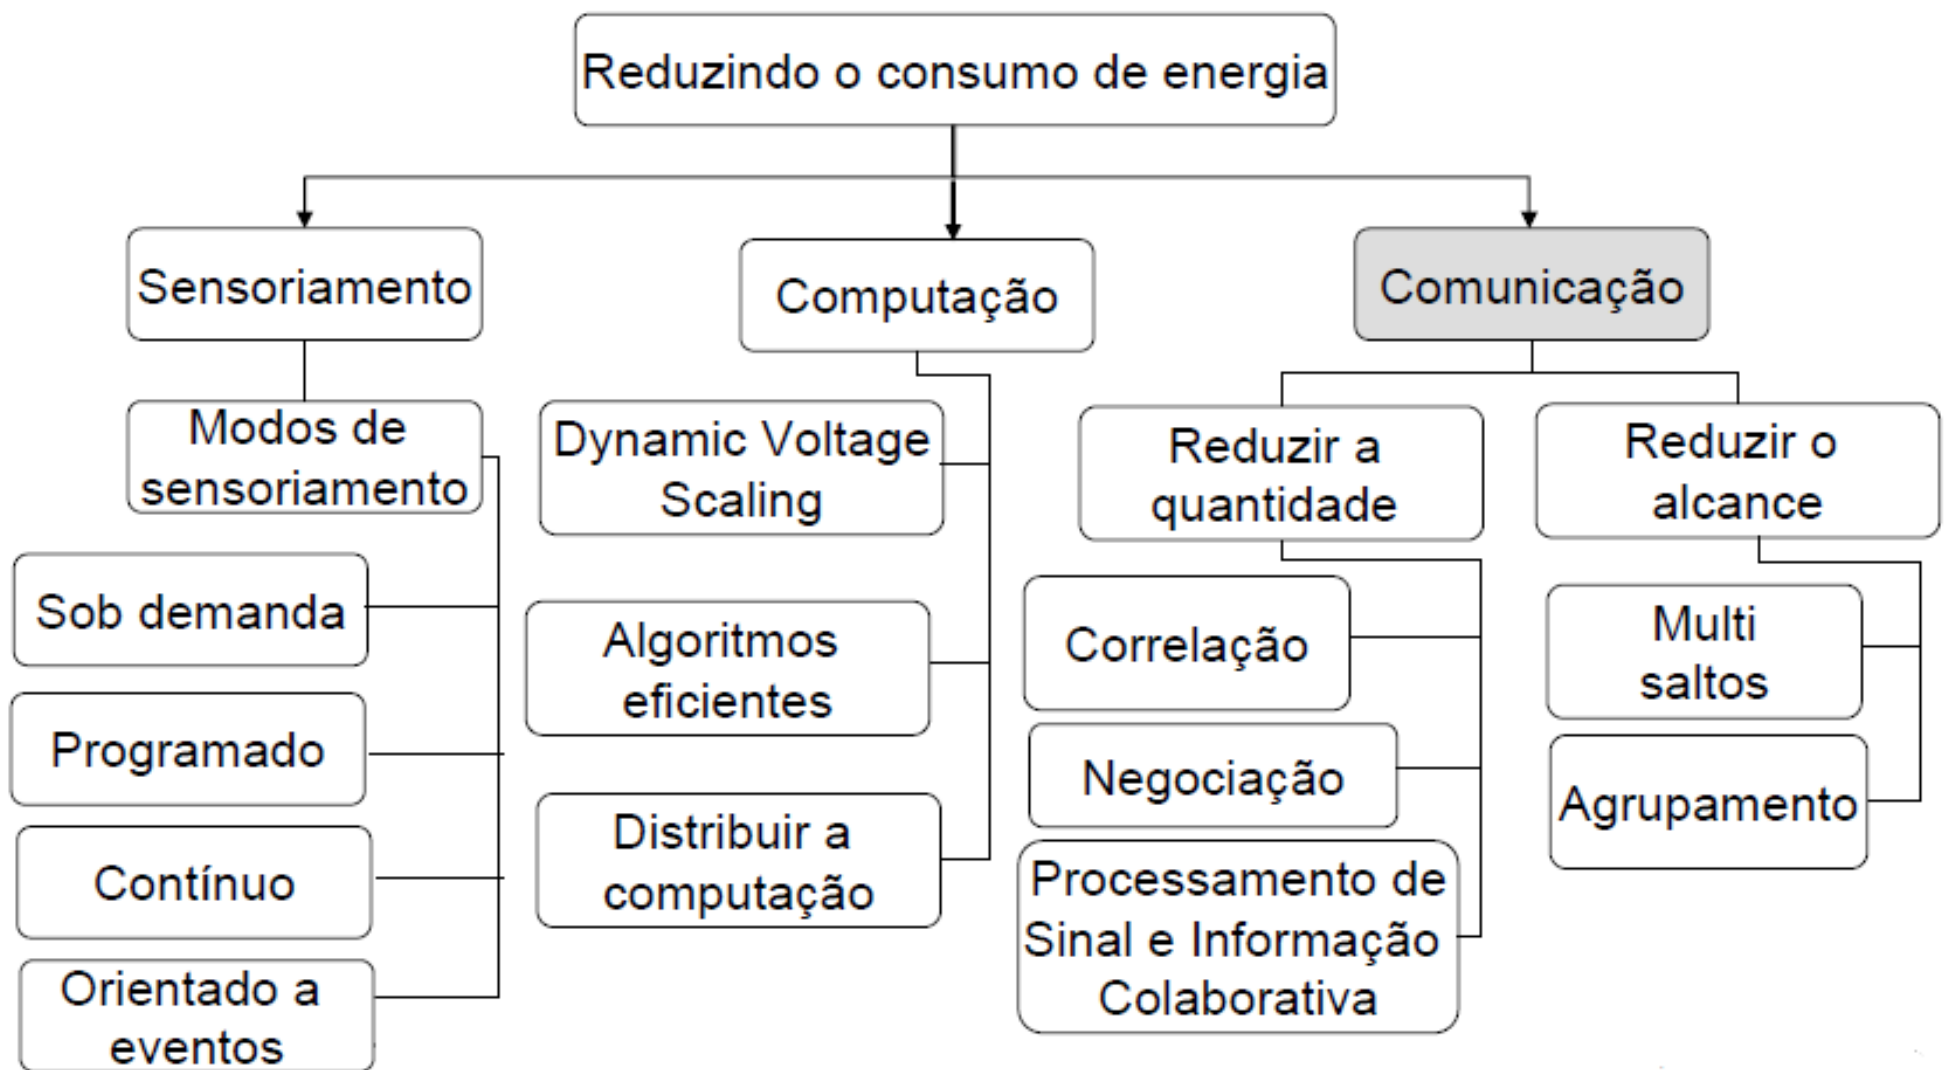 Reduzindo o consumo de energia
Sensoriamento
Computação
Comunicação
Modos de
sensoriamento
Sob demanda
Programado
Contínuo
Orientado a
eventos
Dynamic Voltage
Scaling
Algoritmos
eficientes
Distribuir a
computação
Reduzir a
quantidade
Correlação
Negociação
Processamento de
Sinal e Informação
Colaborativa
Reduzir o
alcance
Multi
saltos
Agrupamento